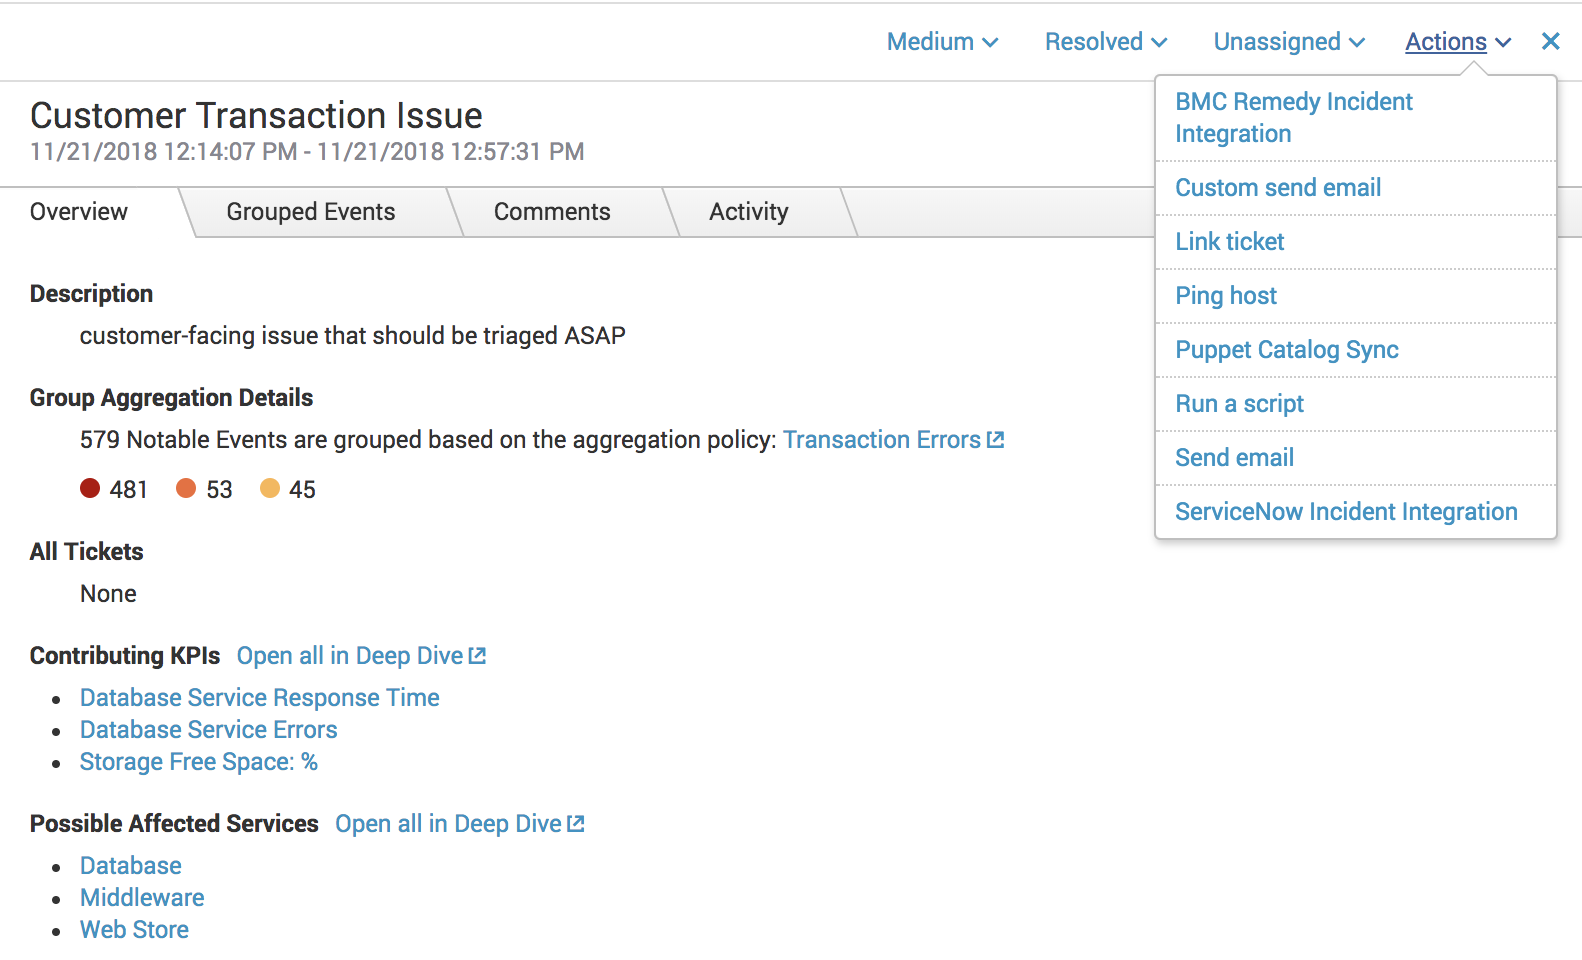 Medium Resolved Unassigned Actions
Customer Transaction Issue
11/21/2018 12:14:07 PM - 11/21/2018 12:57:31 PM
BMC Remedy Incident
Integration
Custom send email
Link ticket
Ping host
Puppet Catalog Sync
Run a script
Send email
ServiceNow Incident Integration
Overview Grouped Events Comments Activity
Description
customer-facing issue that should be triaged ASAP
Group Aggregation Details
579 Notable Events are grouped based on the aggregation policy: Transaction Errors
481 53 45
All Tickets
None
Contributing KPIs Open all in Deep Dive
Database Service Response Time
Database Service Errors
Storage Free Space: %
Possible Affected Services Open all in Deep Dive
Database
Middleware
Web Store